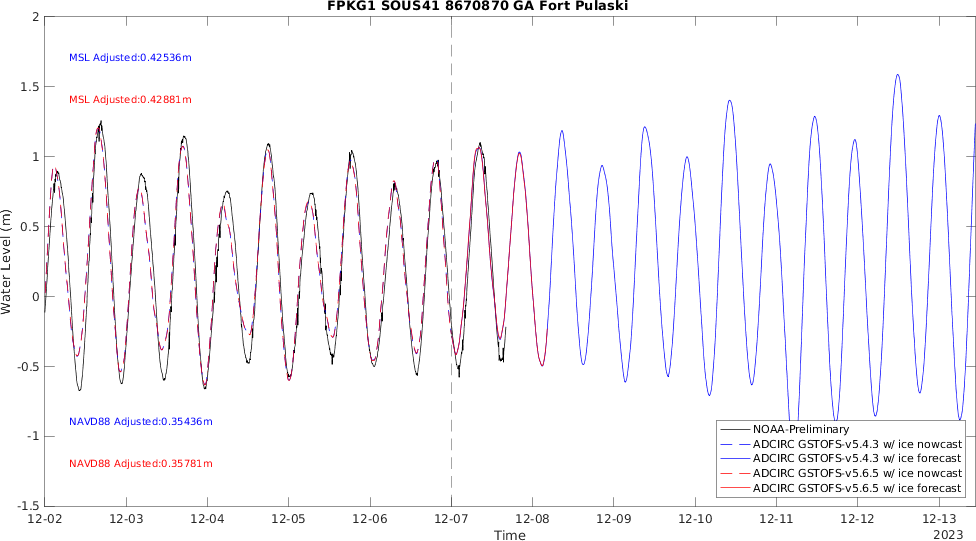 FPKG1 SOUS41 8670870 GA Fort Pulaski
2
1.5
1
0.5
0
-0.5
-1
-1.5
Water Level (m)
MSL Adjusted:0.42536m
MSL Adjusted:0.42881m
NAVD88 Adjusted:0.35436m
NAVD88 Adjusted:0.35781m
NOAA-Preliminary
ADCIRC GSTOFS-v5.4.3 w/ ice nowcast
ADCIRC GSTOFS-v5.4.3 w/ ice forecast
ADCIRC GSTOFS-v5.6.5 w/ ice nowcast
ADCIRC GSTOFS-v5.6.5 w/ ice forecast
12-02 12-03 12-04 12-05 12-06 12-07 12-08 12-09 12-10 12-11 12-12 12-13
2023
Time